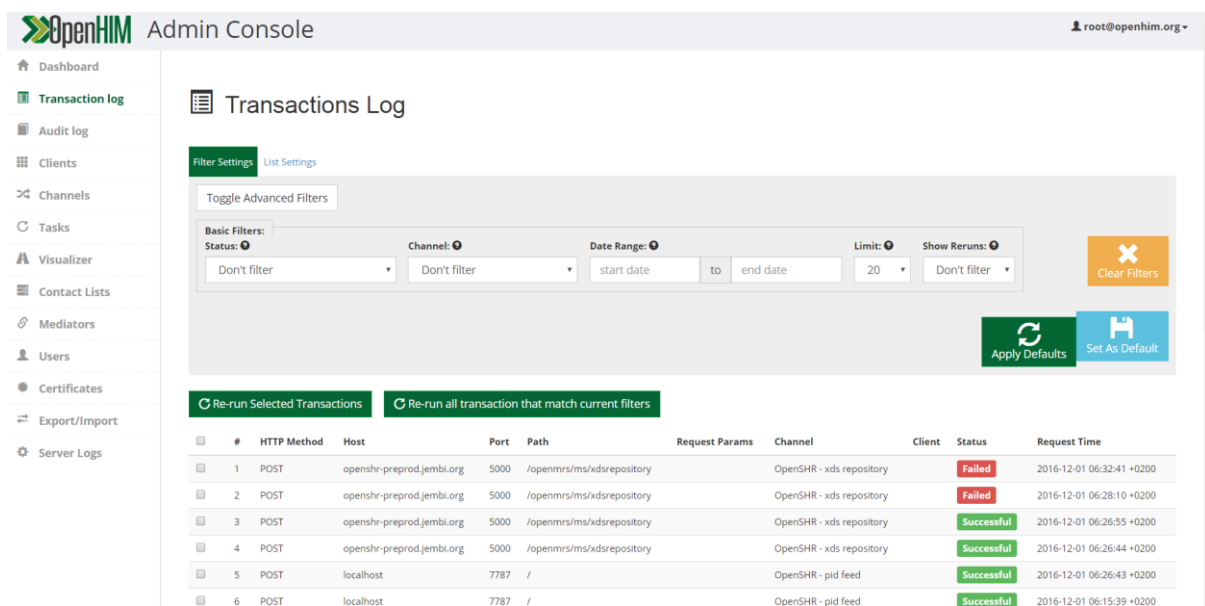 OpenHIM Admin Console
root@openhim.org
Dashboard
Transaction log
Audit log
Clients
Channels
Tasks
Visualizer
Contact Lists
Mediators
Users
Certificates
Export/Import
Server Logs
Transactions Log
Filter Settings List Settings
Toggle Advanced Filters
Basic Filters:
Status: Channel: Date Range: Limit: Show Reruns:
Don't filter Don't filter start date to end date 20 Don't filter
Clear Filters
Apply Defaults
Set As Default
Re-run Selected Transactions Re-run all transaction that match current filters
# HTTP Method Host Port Path Request Params Channel Client Status Request Time
1 POST openshr-preprod.jembi.org 5000 /openmrs/ms/xdsrepository OpenSHR - xds repository Failed 2016-12-01 06:32:41 +0200
2 POST openshr-preprod.jembi.org 5000 /openmrs/ms/xdsrepository OpenSHR - xds repository Failed 2016-12-01 06:28:10 +0200
3 POST openshr-preprod.jembi.org 5000 /openmrs/ms/xdsrepository OpenSHR - xds repository Successful 2016-12-01 06:26:55 +0200
4 POST openshr-preprod.jembi.org 5000 /openmrs/ms/xdsrepository OpenSHR - xds repository Successful 2016-12-01 06:26:44 +0200
5 POST localhost 7787 / OpenSHR - pid feed Successful 2016-12-01 06:26:43 +0200
6 POST localhost 7787 / OpenSHR - pid feed Successful 2016-12-01 06:15:39 +0200